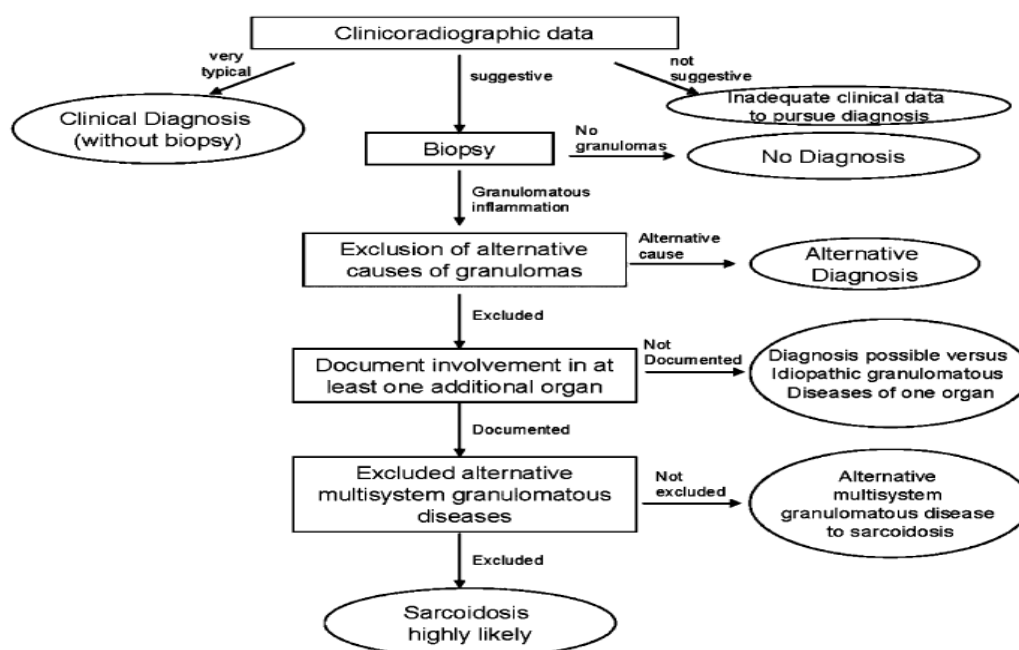 Clinicoradiographic data
very
typical
suggestive
not
suggestive
Clinical Diagnosis
(without biopsy)
Inadequate clinical data
to pursue diagnosis
Biopsy
No
granulomas
No Diagnosis
Granulomatous
inflammation
Exclusion of alternative
causes of granulomas
Alternative
cause
Alternative
Diagnosis
Excluded
Document involvement in at
least one additional organ
Not
Documented
Diagnosis possible versus
Idiopathic granulomatous
Diseases of one organ
Documented
Excluded alternative
multisystem granulomatous
diseases
Not
excluded
Alternative
multisystem
granulomatous disease
to sarcoidosis
Excluded
Sarcoidosis
highly likely